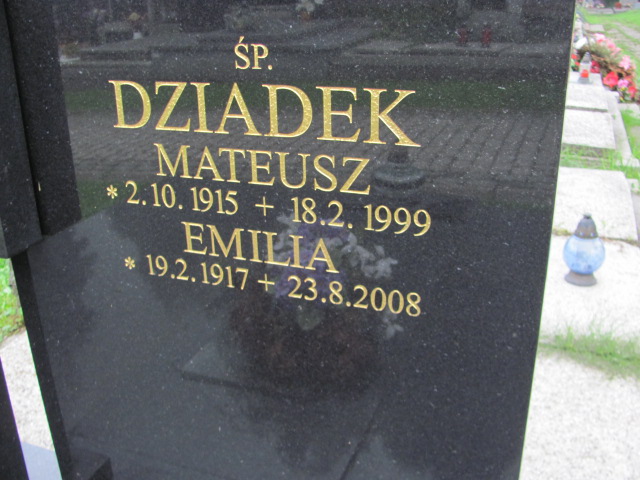 ŚP.
DZIADEK
MATEUSZ
* 2.10.1915 + 18.2.1999
EMILIA
* 19.2.1917 + 23.8.2008